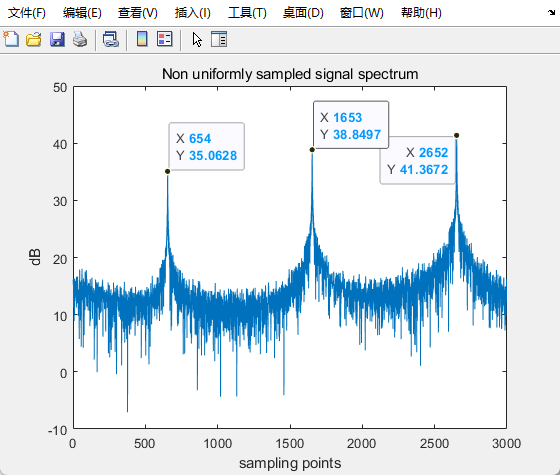 文件(F) 编辑(E) 查看(V) 插入(I) 工具(T) 桌面(D) 窗口(W) 帮助(H)
Non uniformly sampled signal spectrum
50
40
30
20
10
0
-10
dB
X 654
Y 35.0628
X 1653
Y 38.8497
X 2652
Y 41.3672
0 500 1000 1500 2000 2500 3000
sampling points